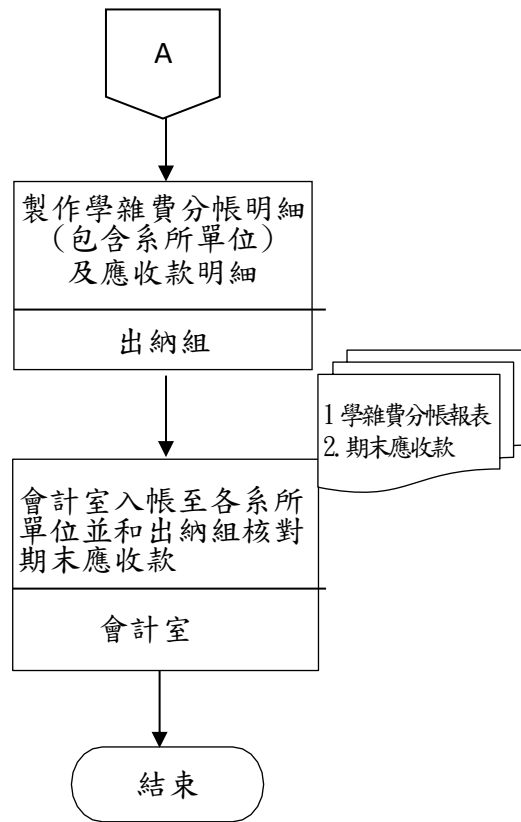 A
製作學雜費分帳明細
（包含系所單位）
及應收款明細
出納組
1 學雜費分帳報表
2. 期末應收款
會計室入帳至各系所
單位並和出納組核對
期末應收款
會計室
結束